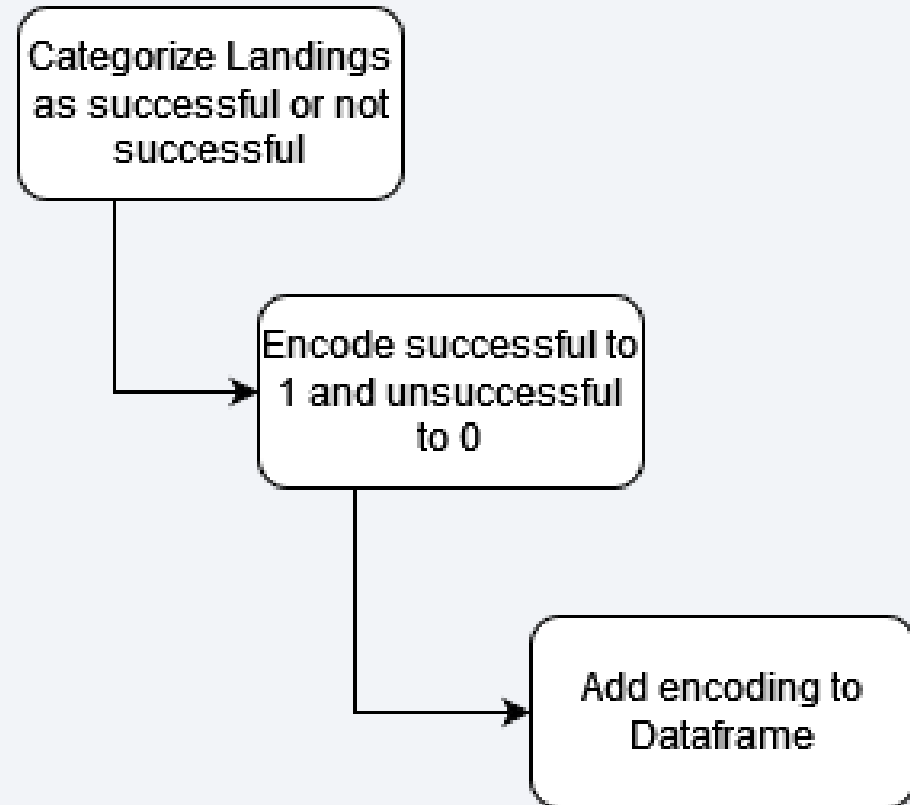 Categorize Landings
as successful or not
successful
Encode successful to
1 and unsuccessful
to 0
Add encoding to
Dataframe